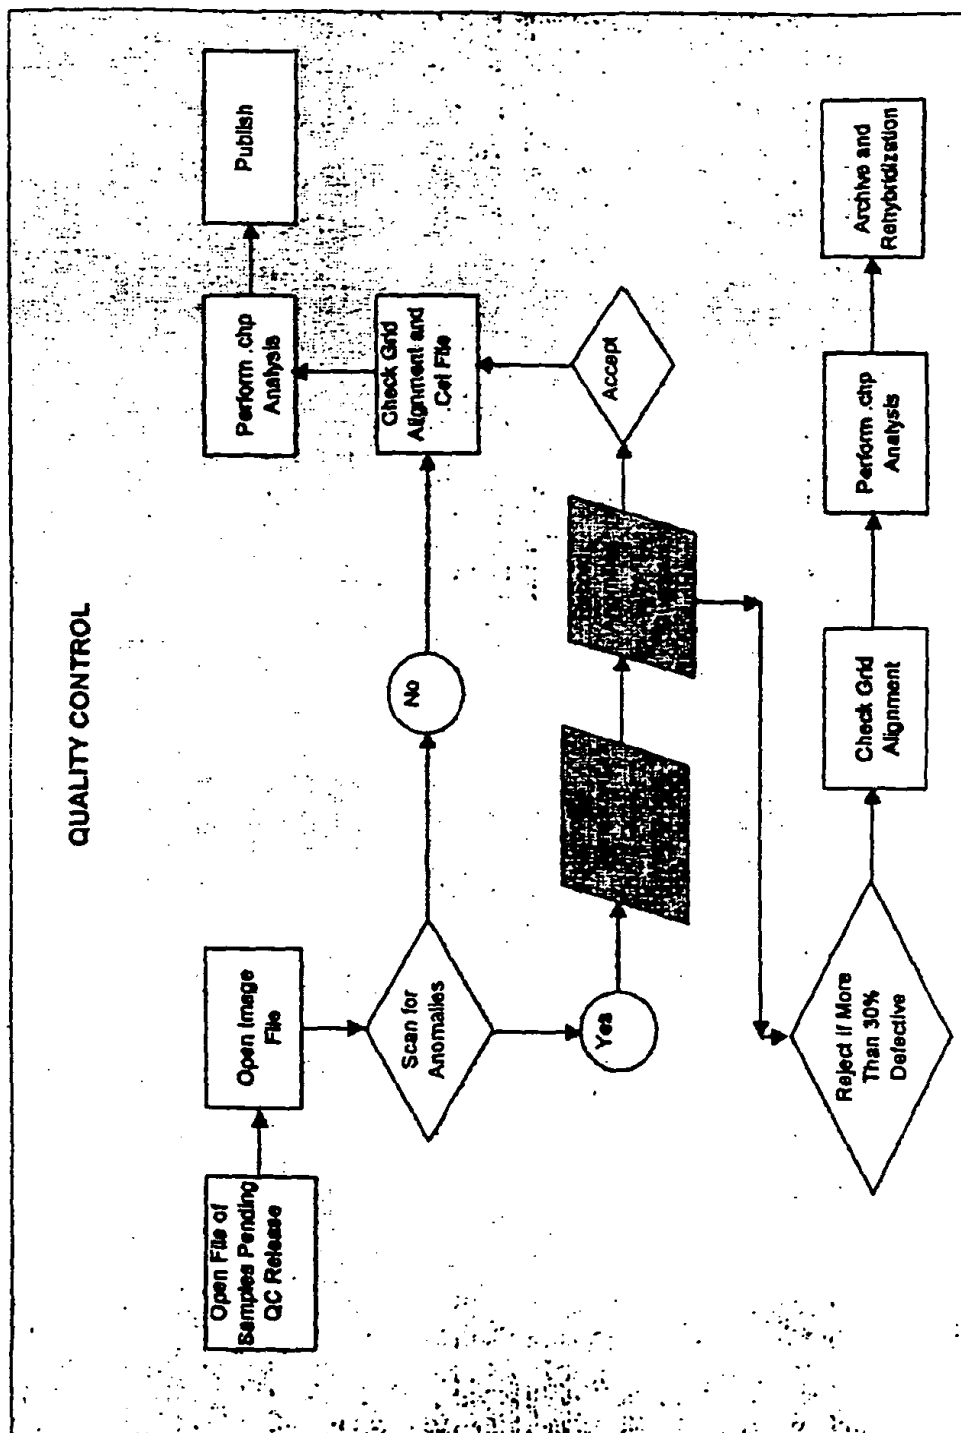 QUALITY CONTROL
Open File of
Samples Pending
QC Release
Open Image
File
Scan for
Anomalies
No
Yes
Check Grid
Alignment and
.Cel File
Perform .chp
Analysis
Publish
Accept
Reject if More
Than 30%
Defective
Check Grid
Alignment
Perform .chp
Analysis
Archive and
Rehybridization